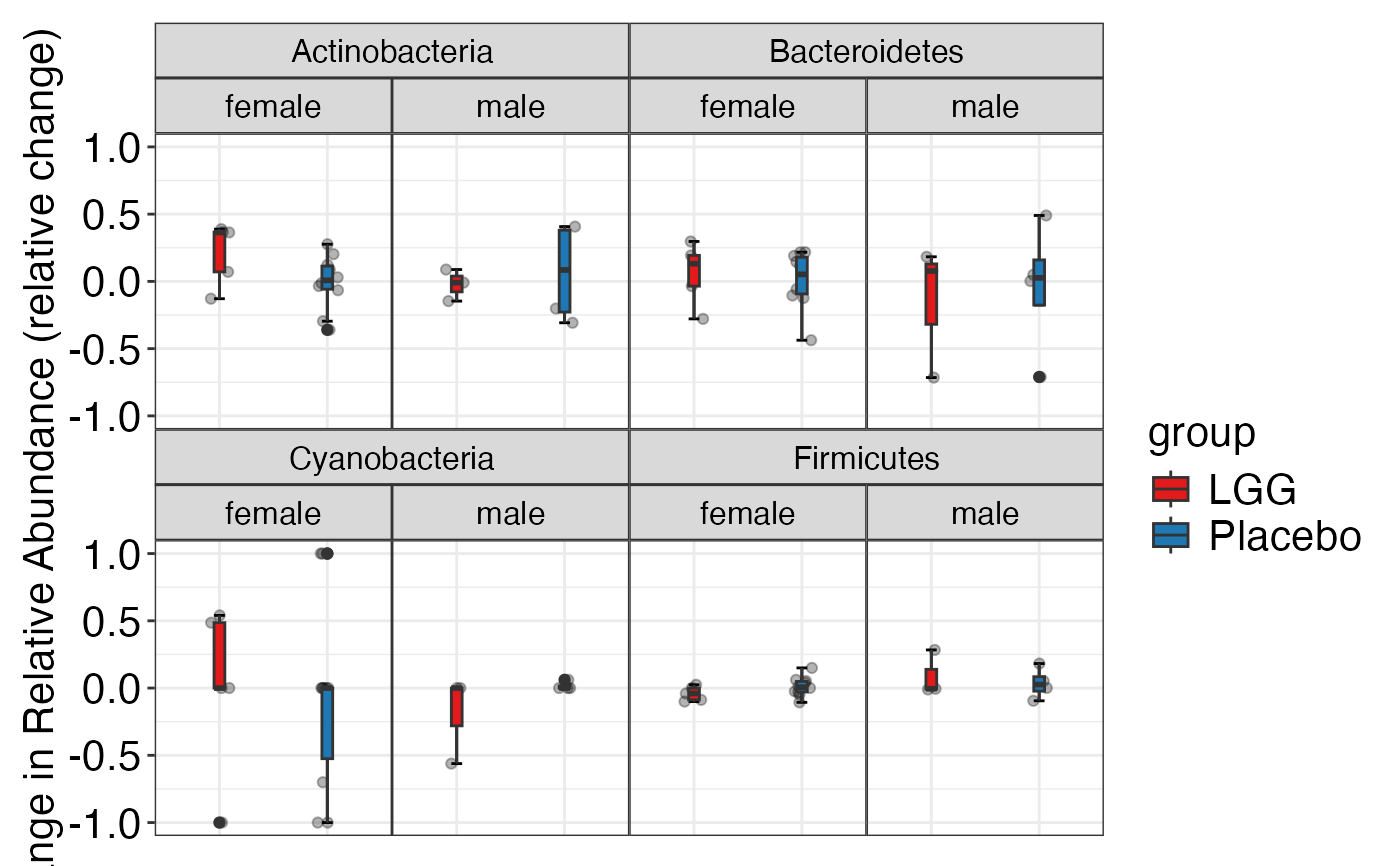 Actinobacteria
Bacteroidetes
female
male
female
male
1.0
0.5
0.0
-0.5
-1.0
Cyanobacteria
Firmicutes
female
male
female
male
1.0
0.5
0.0
-0.5
-1.0
nge in Relative Abundance (relative change)
group
LGG
Placebo